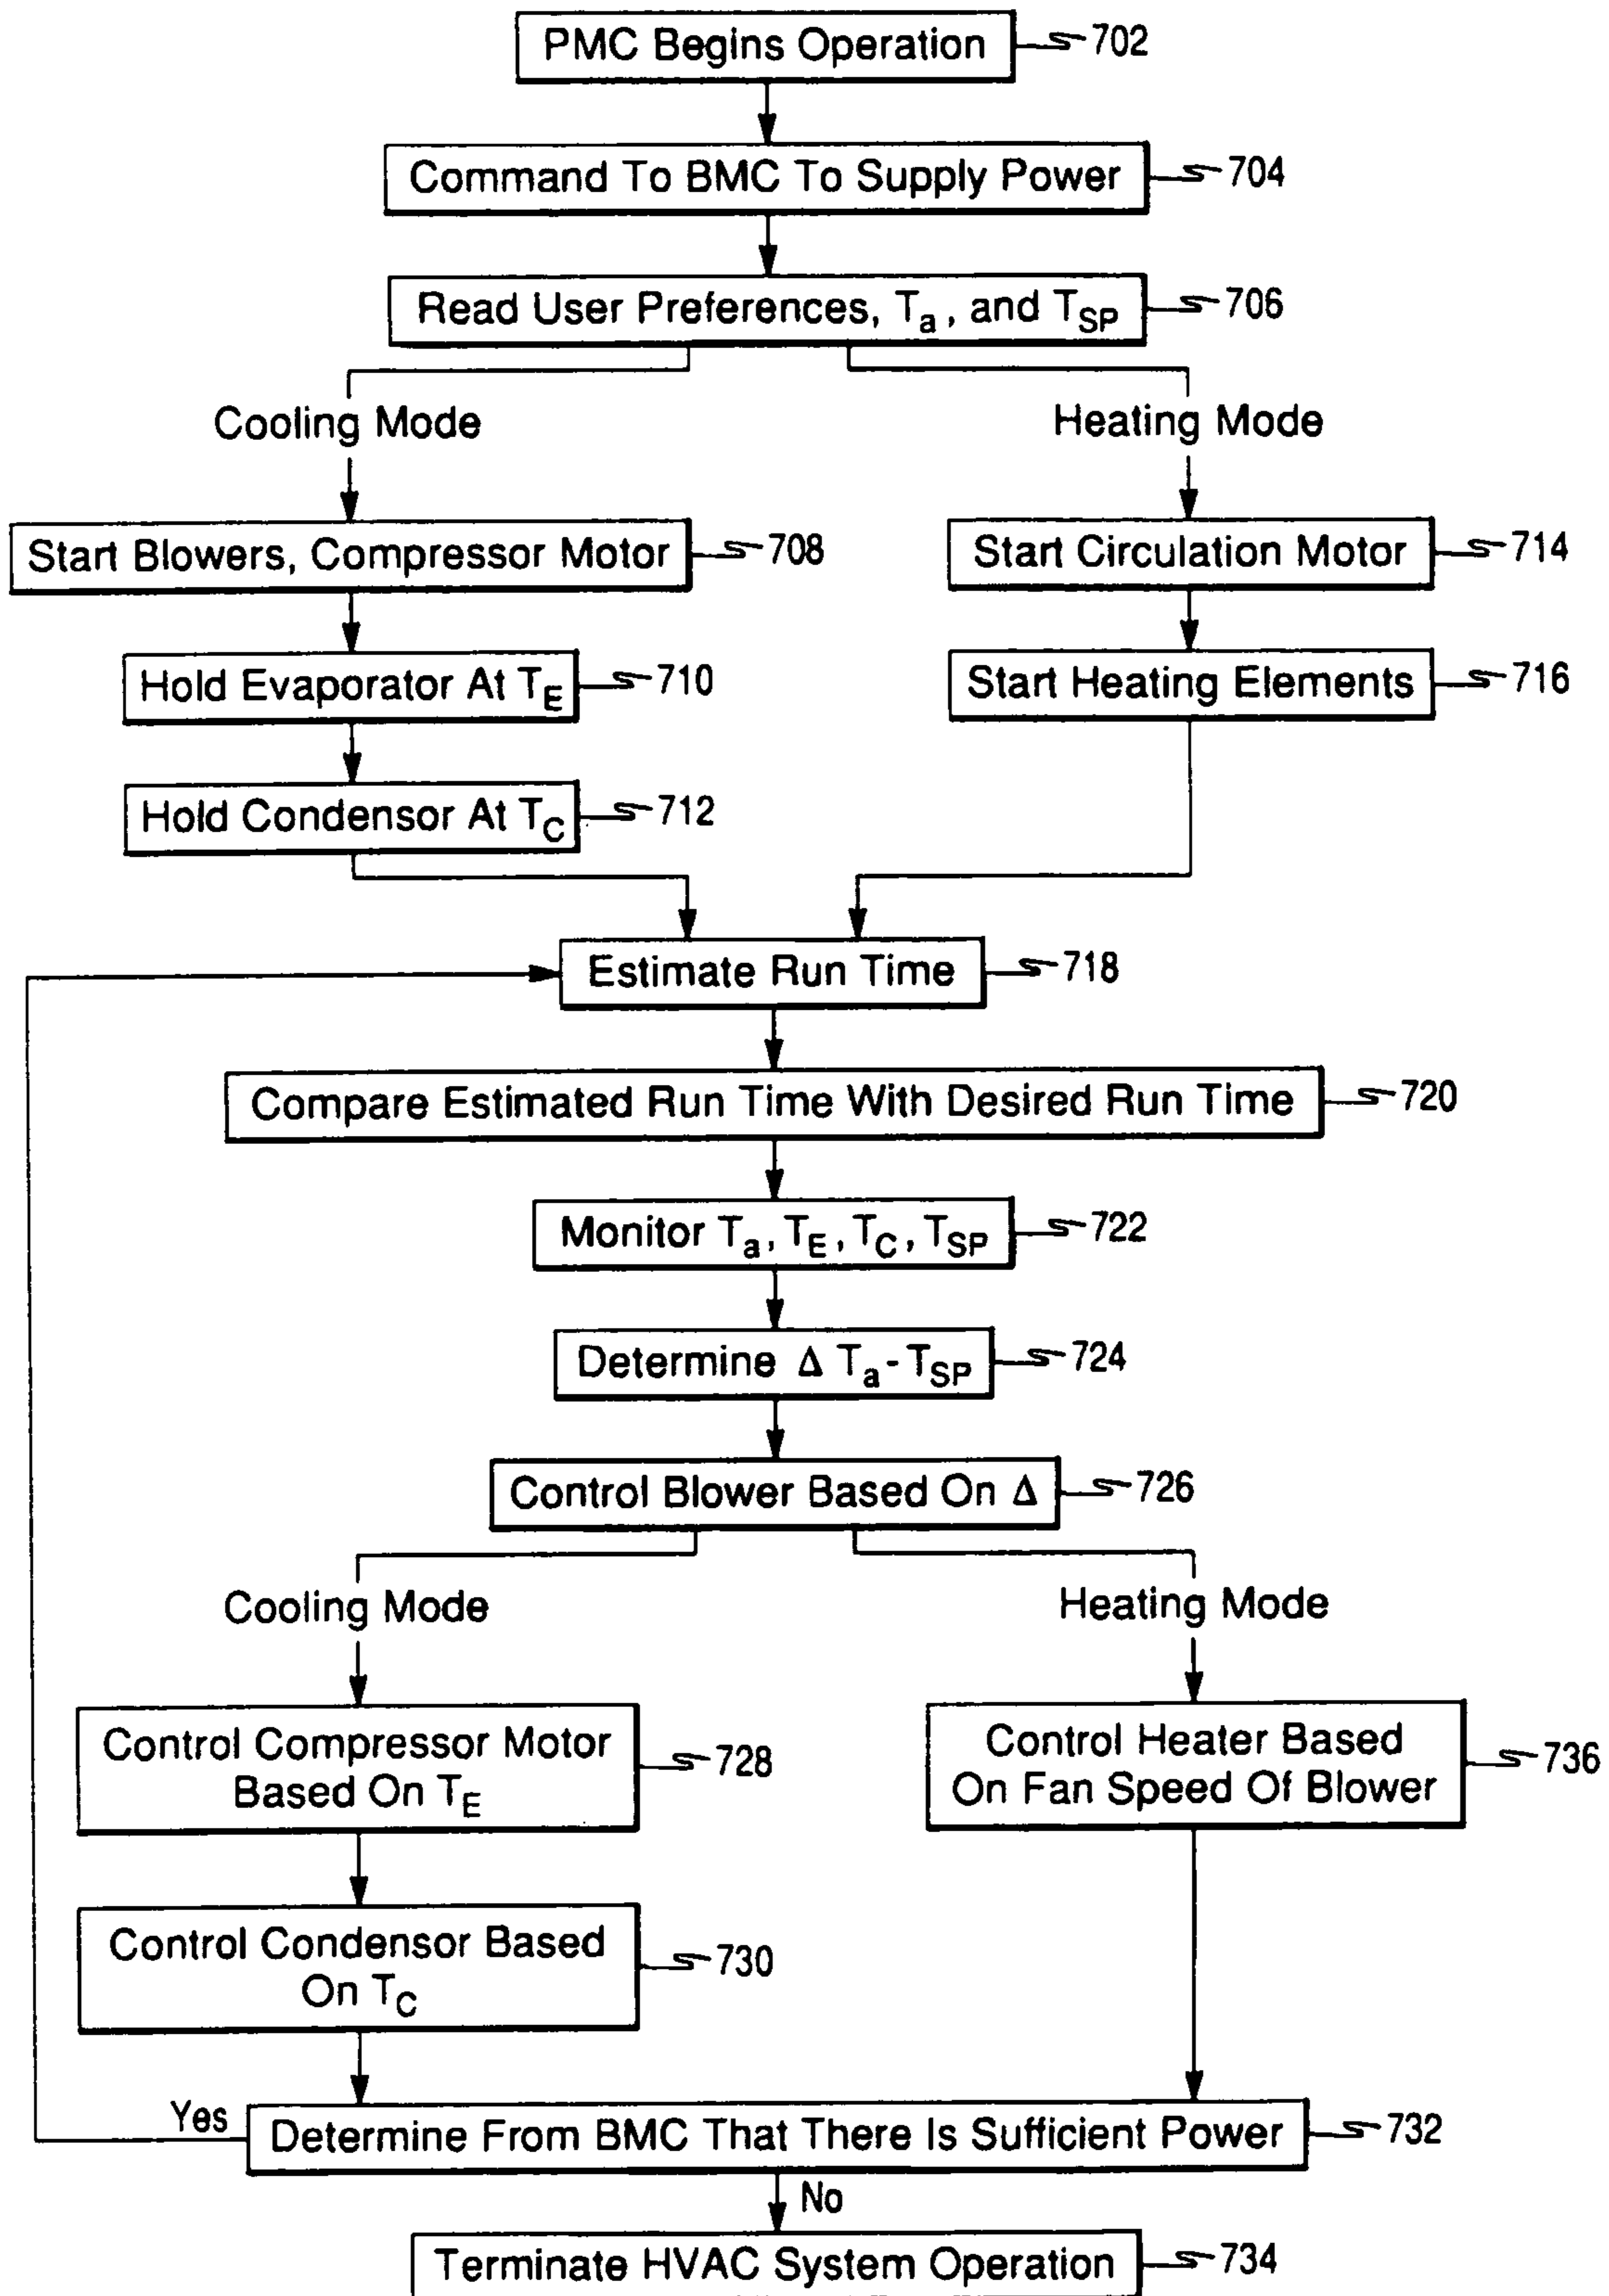 PMC Begins Operation 702
Command To BMC To Supply Power 704
Read User Preferences, Ta, and TSP 706
Cooling Mode
Heating Mode
Start Blowers, Compressor Motor 708
Start Circulation Motor 714
Hold Evaporator At TE 710
Start Heating Elements 716
Hold Condensor At TC 712
Estimate Run Time 718
Compare Estimated Run Time With Desired Run Time 720
Monitor Ta, TE, TC, TSP 722
Determine Δ Ta-TSP 724
Control Blower Based On Δ 726
Cooling Mode
Heating Mode
Control Compressor Motor
Based On TE
728
Control Heater Based
On Fan Speed Of Blower
736
Control Condensor Based
On TC
730
Yes
Determine From BMC That There Is Sufficient Power 732
No
Terminate HVAC System Operation 734